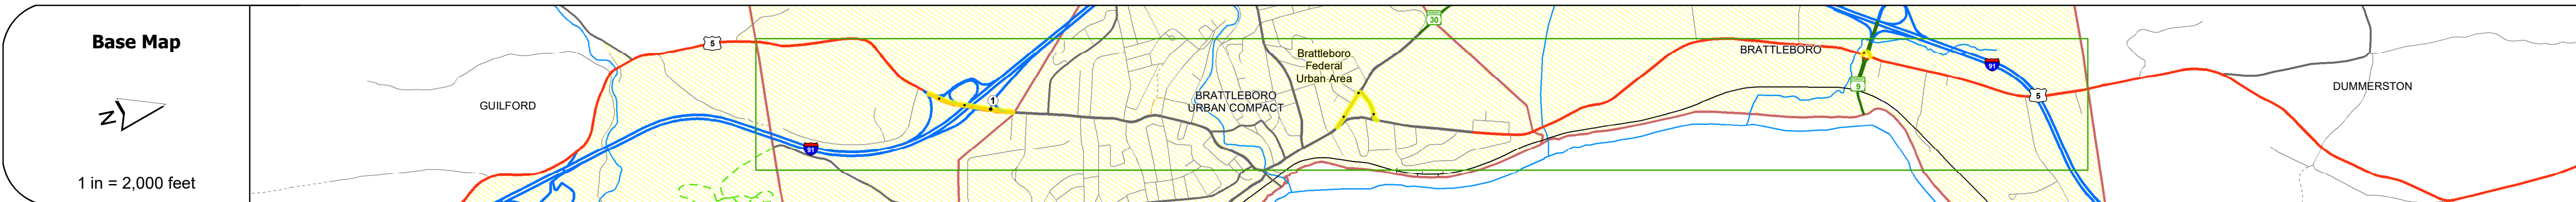 Base Map
N
1 in = 2,000 feet
GUILFORD
5
91
1
BRATTLEBORO
URBAN COMPACT
Brattleboro
Federal
Urban Area
30
BRATTLEBORO
9
91
5
DUMMERSTON